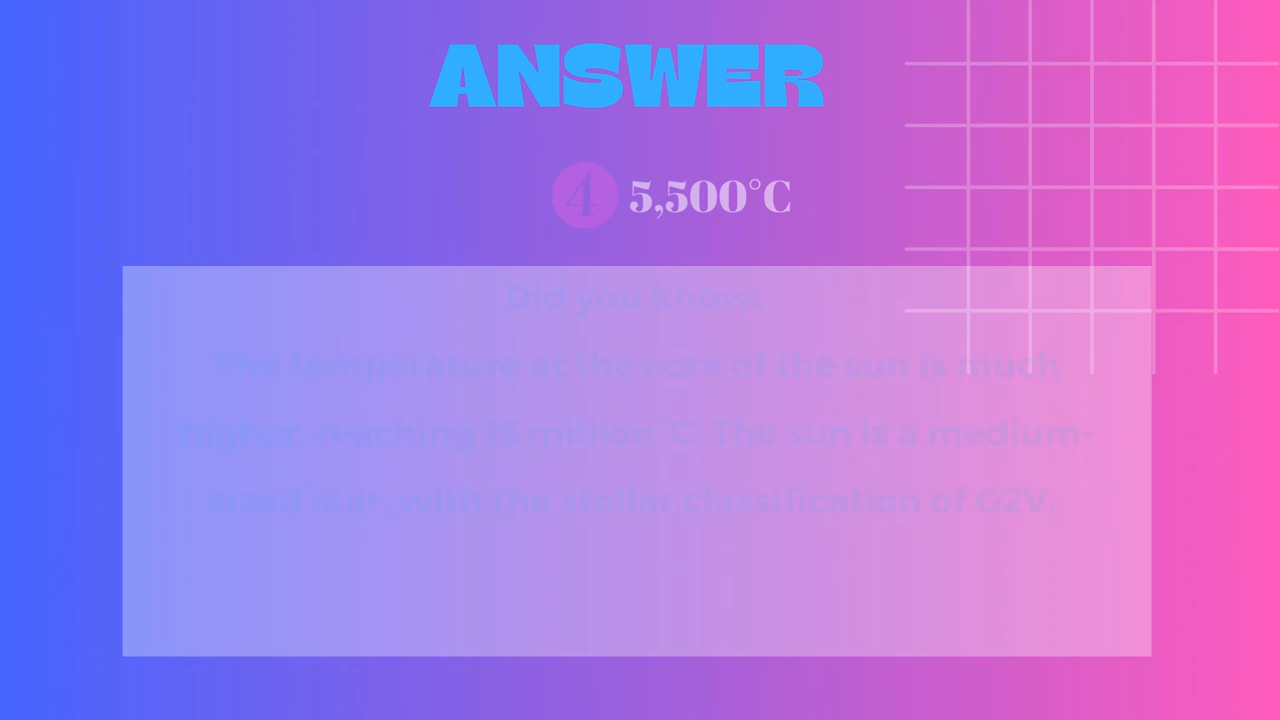 ANSWER
4 5,500°C
Did you know:
The temperature at the core of the sun is much
higher, reaching 15 million°C. The sun is a medium-
sized star, with the stellar classification of G2V.